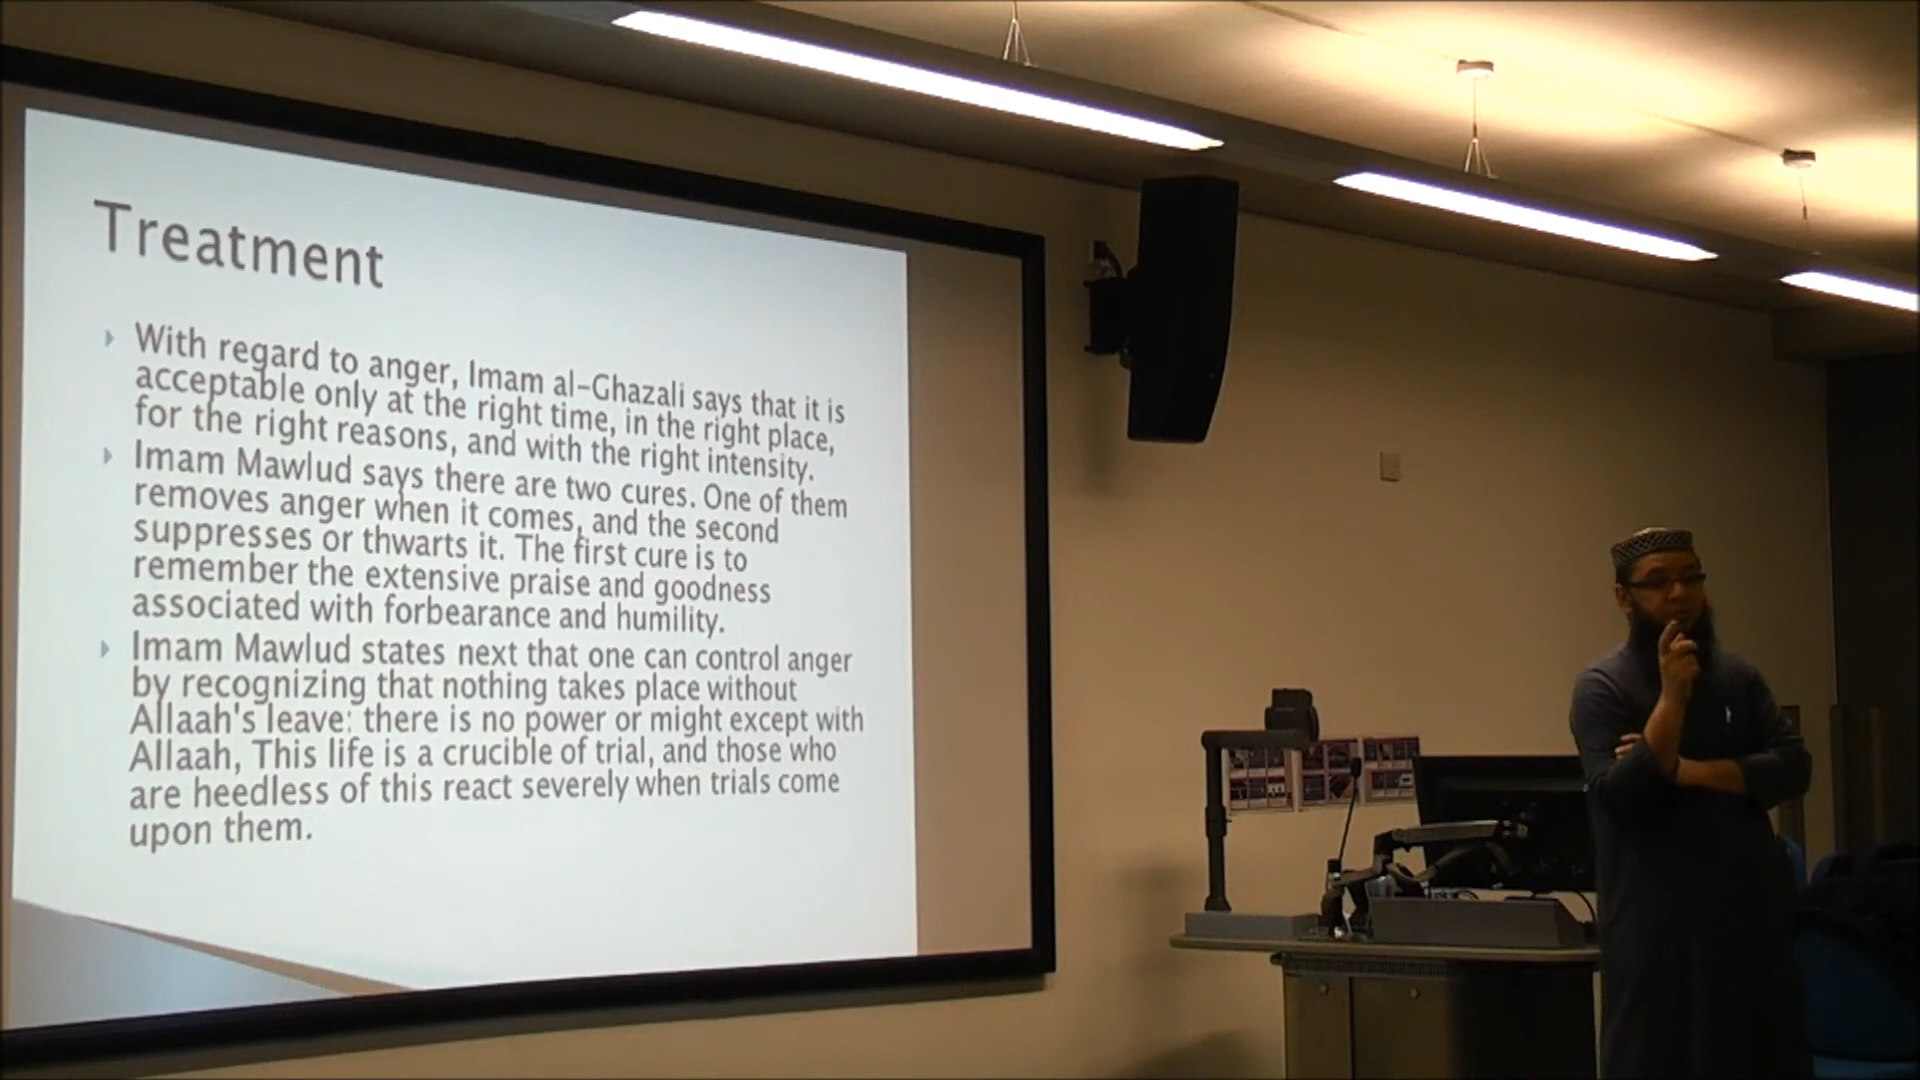 Treatment
With regard to anger, Imam al-Ghazali says that it is
acceptable only at the right time, in the right place,
for the right reasons, and with the right intensity.
Imam Mawlud says there are two cures. One of them
removes anger when it comes, and the second
suppresses or thwarts it. The first cure is to
remember the extensive praise and goodness
associated with forbearance and humility.
Imam Mawlud states next that one can control anger
by recognizing that nothing takes place without
Allaah's leave: there is no power or might except with
Allaah, This life is a crucible of trial, and those who
are heedless of this react severely when trials come
upon them.